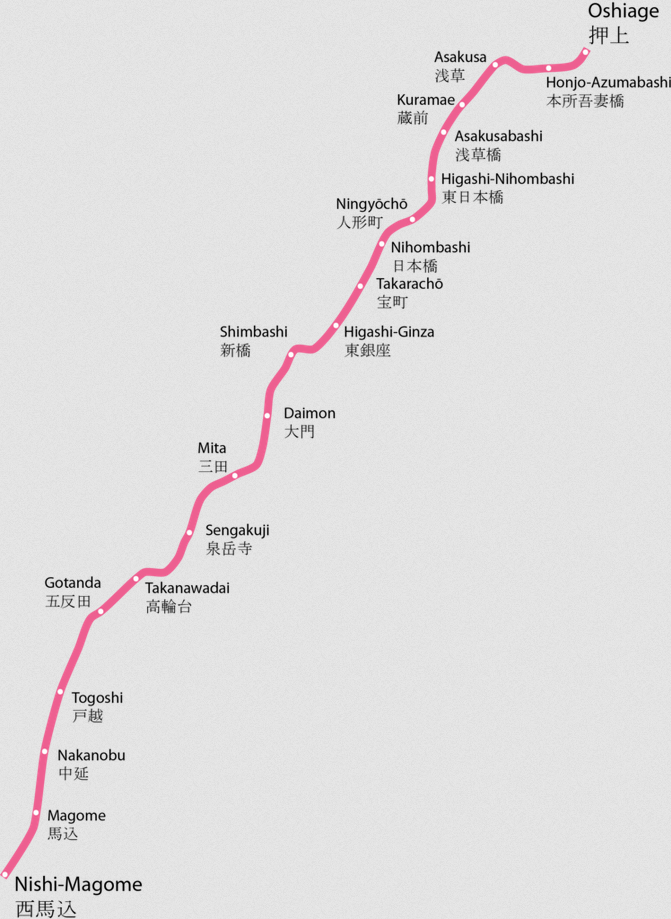 Oshiage
押上
Asakusa
浅草
Honjo-Azumabashi
本所吾妻橋
Kuramae
蔵前
Asakusabashi
浅草橋
Higashi-Nihombashi
東日本橋
Ningyōchō
人形町
Nihombashi
日本橋
Takarachō
宝町
Shimbashi
新橋
Higashi-Ginza
東銀座
Daimon
大門
Mita
三田
Sengakuji
泉岳寺
Gotanda
五反田
Takanawadai
高輪台
Togoshi
戸越
Nakanobu
中延
Magome
馬込
Nishi-Magome
西馬込